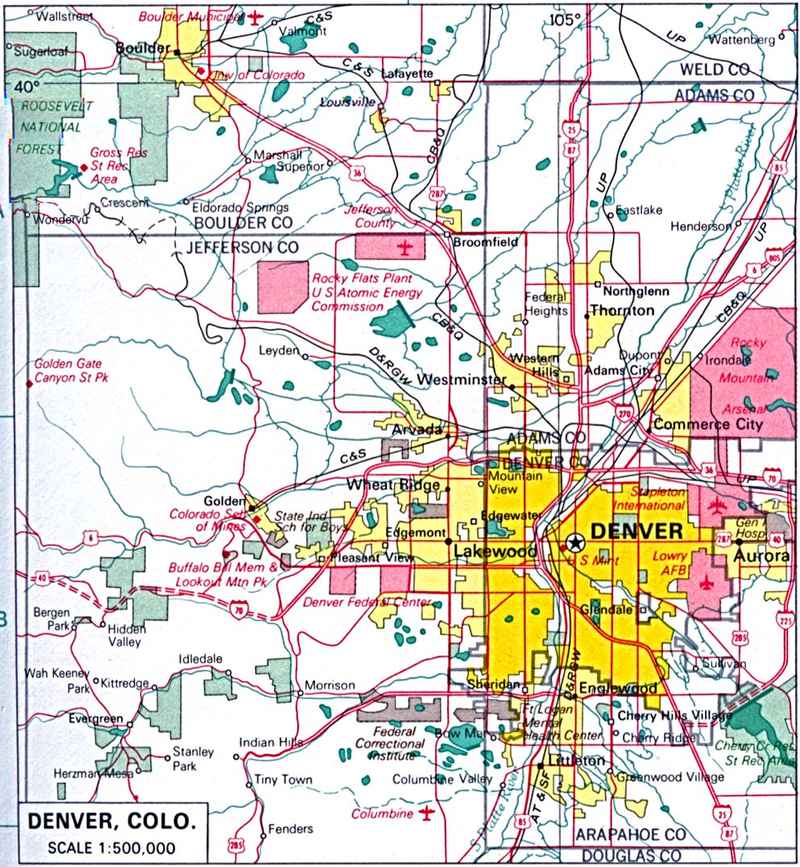 Wallstreet
Boulder Municipal
C&S
105°
UP
Valmont
Wattenberg
Sugarloaf
Boulder
Univ of Colorado
C&S
Lafayette
WELD CO
40°
ADAMS CO
ROOSEVELT
NATIONAL
FOREST
Louisville
25
87
CB&Q
S Platte River
Gross Res
St Rec
Area
Marshall
Superior
36
85
287
UP
Crescent
Eldorado Springs
Jefferson
County
Eastlake
Wondervu
BOULDER CO
Henderson
UP
JEFFERSON CO
Broomfield
6
80S
Rocky Flats Plant
U S Atomic Energy
Commission
Northglenn
Federal
Heights
Thornton
CB&Q
CB&Q
Rocky
Mountain
Arsenal
Leyden
D&RGW
Western
Hills
Dupont
Irondale
Adams City
Golden Gate
Canyon St Pk
Westminster
270
Commerce City
Arvada
ADAMS CO
C&S
DENVER CO
36
UP
70
Wheat Ridge
Mountain
View
Golden
Colorado Sch
of Mines
State Ind
Sch for Boys
Stapleton
International
Edgewater
DENVER
Gen
Hosp
6
Edgemont
Lakewood
287
40
Aurora
Buffalo Bill Mem &
Lookout Mtn Pk
Pleasant View
U S Mint
Lowry
AFB
40
70
Denver Federal Center
Glendale
Bergen
Park
Hidden
Valley
225
285
Idledale
D&RGW
Sullivan
Wah Keeney
Park
Kittredge
Morrison
Sheridan
Englewood
Evergreen
Federal
Correctional
Institute
Ft Logan
Mental
Health Center
Cherry Hills Village
Bow Mar
Cherry Ridge
Cherry Cr Res
St Rec Area
Stanley
Park
Indian Hills
Littleton
Herzman Mesa
Tiny Town
Columbine Valley
Greenwood Village
Columbine
S Platte River
AT & SF
85
25
87
DENVER, COLO.
SCALE 1:500,000
285
Fenders
ARAPAHOE CO
DOUGLAS CO